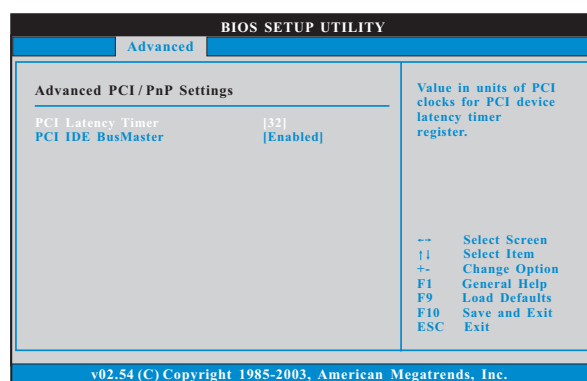 BIOS SETUP UTILITY
Advanced
Advanced PCI / PnP Settings
PCI Latency Timer [32]
PCI IDE BusMaster [Enabled]
Value in units of PCI
clocks for PCI device
latency timer
register.
←→ Select Screen
↑↓ Select Item
+- Change Option
F1 General Help
F9 Load Defaults
F10 Save and Exit
ESC Exit
v02.54 (C) Copyright 1985-2003, American Megatrends, Inc.